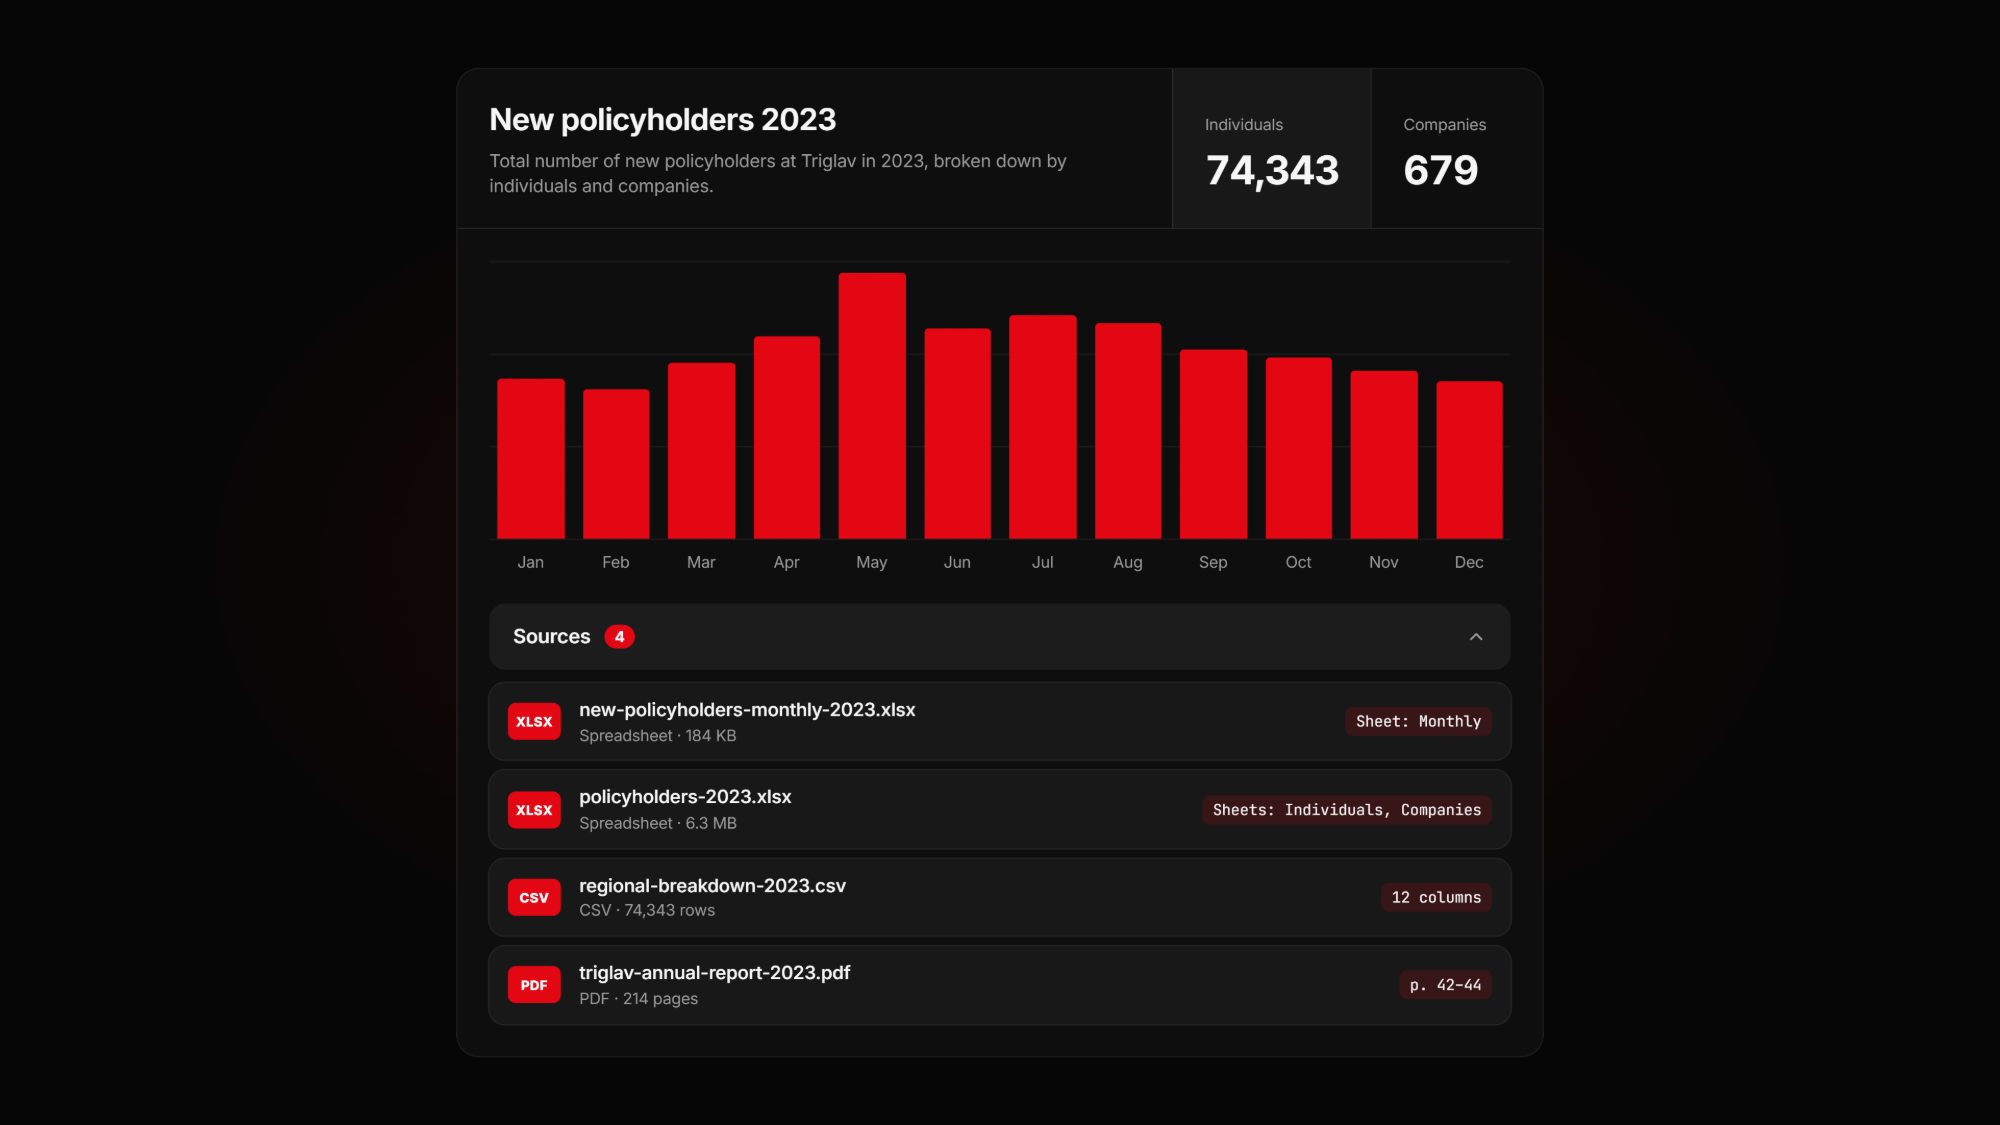 New policyholders 2023
Total number of new policyholders at Triglav in 2023, broken down by
individuals and companies.
Individuals
74,343
Companies
679
Jan Feb Mar Apr May Jun Jul Aug Sep Oct Nov Dec
Sources 4
XLSX
new-policyholders-monthly-2023.xlsx
Spreadsheet · 184 KB
Sheet: Monthly
XLSX
policyholders-2023.xlsx
Spreadsheet · 6.3 MB
Sheets: Individuals, Companies
CSV
regional-breakdown-2023.csv
CSV · 74,343 rows
12 columns
PDF
triglav-annual-report-2023.pdf
PDF · 214 pages
p. 42–44